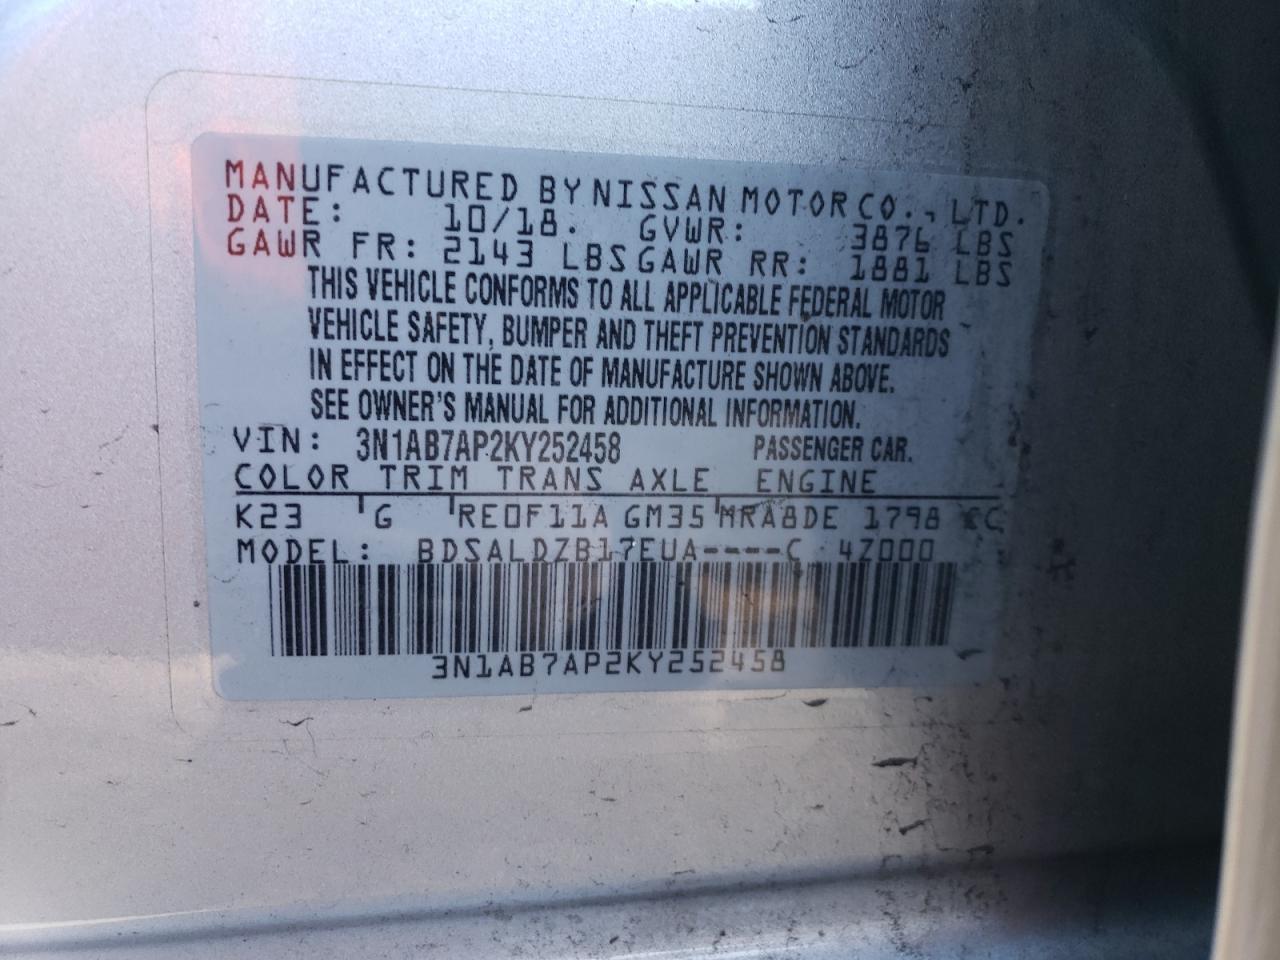 MANUFACTURED BY NISSAN MOTOR CO., LTD.
DATE: 10/18. GVWR: 3876 LBS
GAWR FR: 2143 LBS GAWR RR: 1881 LBS
THIS VEHICLE CONFORMS TO ALL APPLICABLE FEDERAL MOTOR
VEHICLE SAFETY, BUMPER AND THEFT PREVENTION STANDARDS
IN EFFECT ON THE DATE OF MANUFACTURE SHOWN ABOVE.
SEE OWNER'S MANUAL FOR ADDITIONAL INFORMATION.
VIN: 3N1AB7AP2KY252458 PASSENGER CAR.
COLOR TRIM TRANS AXLE ENGINE
K23 G RE0F11A GM35 MRA8DE 1798 CC
MODEL: BDSALDZB17EUA----C 4Z000
3N1AB7AP2KY252458